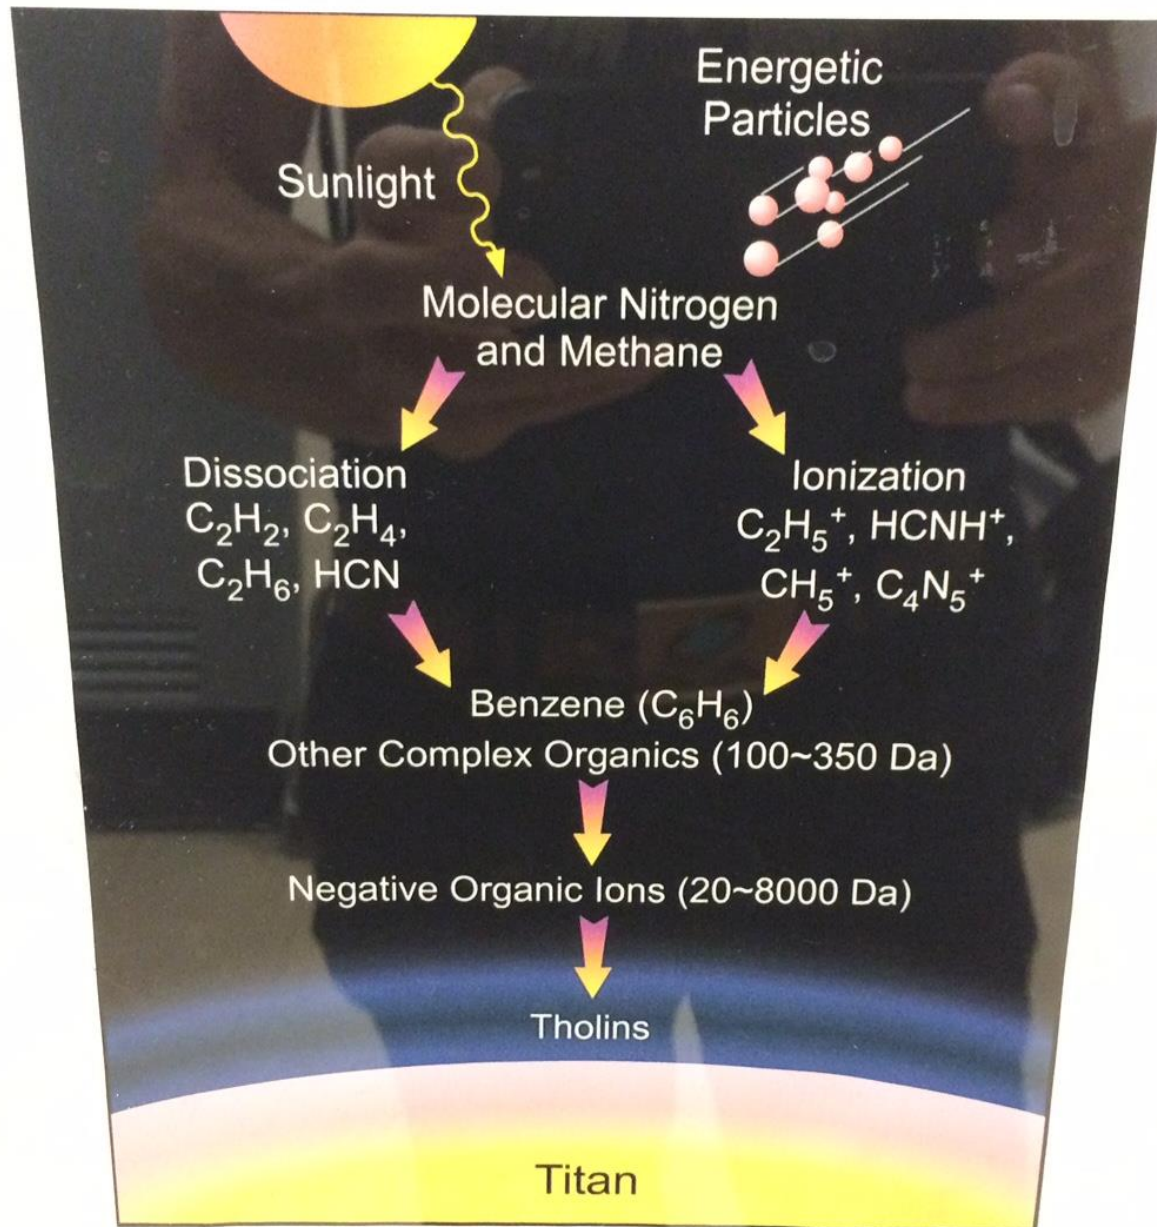 Energetic
Particles
Sunlight
Molecular Nitrogen
and Methane
Dissociation
C₂H₂, C₂H₄,
C₂H₆, HCN
Ionization
C₂H₅⁺, HCNH⁺,
CH₅⁺, C₄N₅⁺
Benzene (C₆H₆)
Other Complex Organics (100~350 Da)
Negative Organic Ions (20~8000 Da)
Tholins
Titan